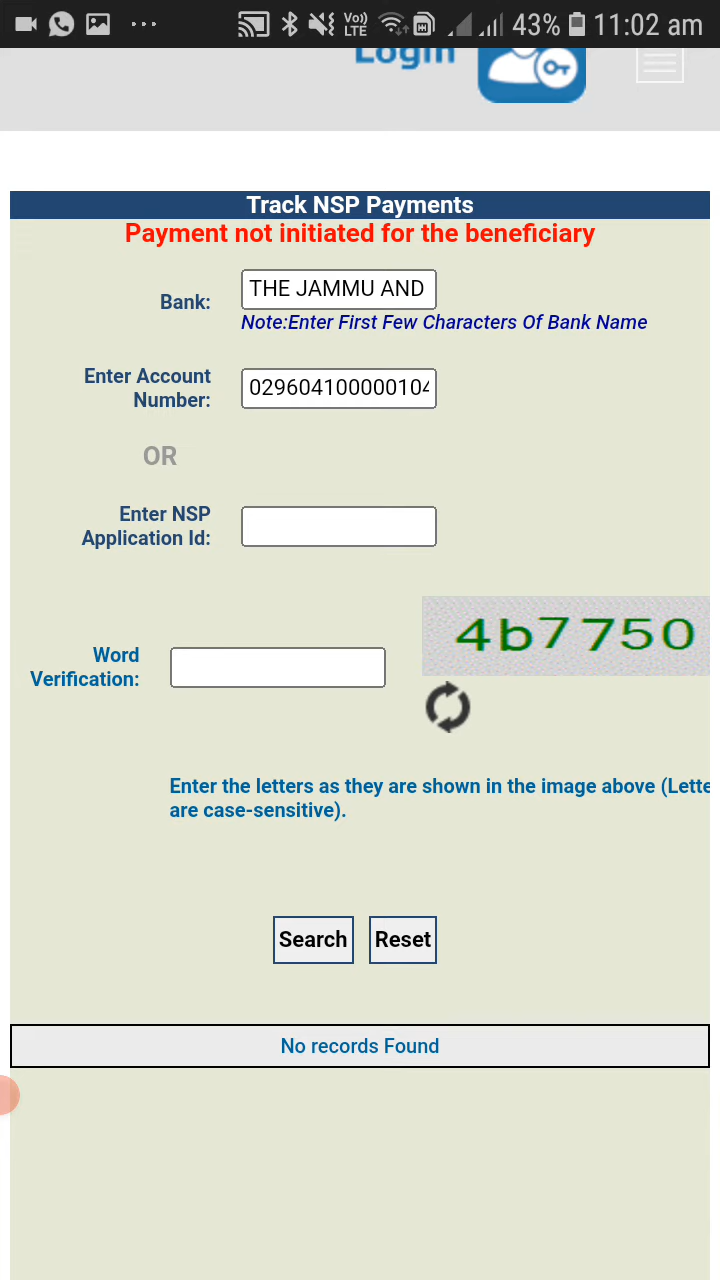 Vo)) LTE 43% 11:02 am
Login
Track NSP Payments
Payment not initiated for the beneficiary
Bank: THE JAMMU AND
Note:Enter First Few Characters Of Bank Name
Enter Account
Number: 029604100000104
OR
Enter NSP
Application Id:
4b7750
Word
Verification:
Enter the letters as they are shown in the image above (Lette
are case-sensitive).
Search Reset
No records Found